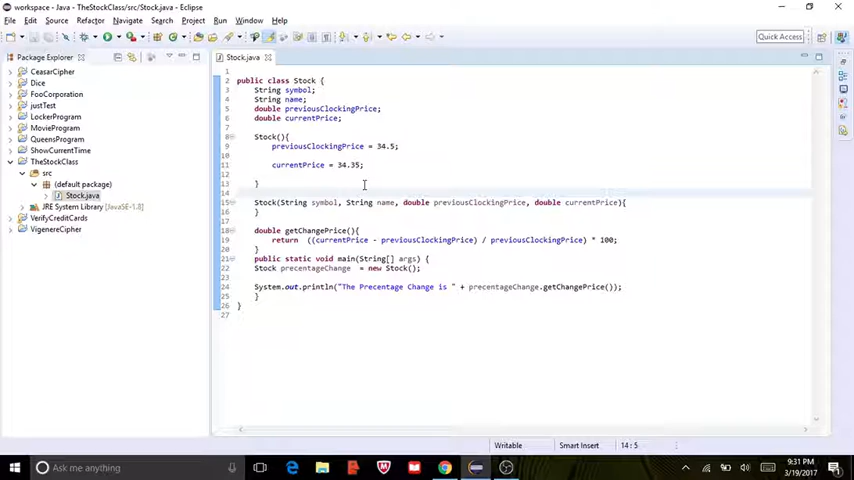 workspace - Java - TheStockClass/src/Stock.java - Eclipse
File Edit Source Refactor Navigate Search Project Run Window Help
Quick Access
Package Explorer
Stock.java
CeasarCipher
Dice
FooCorporation
justTest
LockerProgram
MovieProgram
QueensProgram
ShowCurrentTime
TheStockClass
src
(default package)
Stock.java
JRE System Library [JavaSE-1.8]
VerifyCreditCards
VigenereCipher
1
2 public class Stock {
3 String symbol;
4 String name;
5 double previousClockingPrice;
6 double currentPrice;
7
8 Stock(){
9 previousClockingPrice = 34.5;
10
11 currentPrice = 34.35;
12
13 }
14
15 Stock(String symbol, String name, double previousClockingPrice, double currentPrice){
16 }
17
18 double getChangePrice(){
19 return ((currentPrice - previousClockingPrice) / previousClockingPrice) * 100;
20 }
21 public static void main(String[] args) {
22 Stock precentageChange = new Stock();
23
24 System.out.println("The Precentage Change is " + precentageChange.getChangePrice());
25 }
26 }
27
Writable Smart Insert 14 : 5
Ask me anything
9:31 PM
3/19/2017